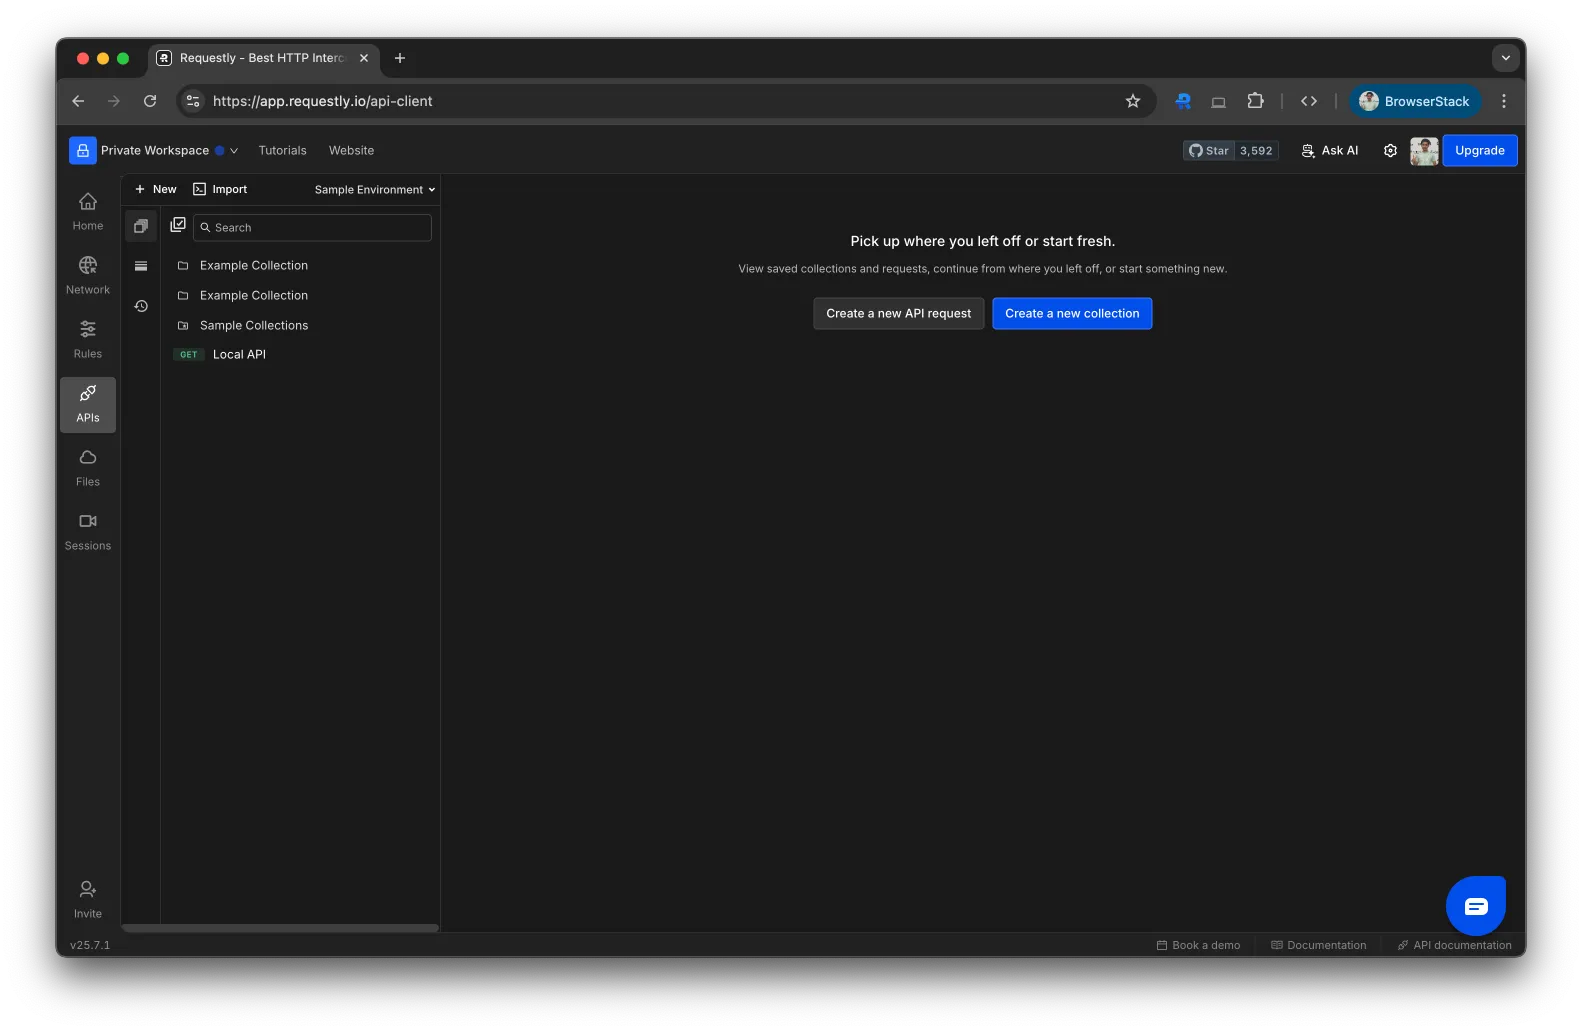 Requestly - Best HTTP Interc
https://app.requestly.io/api-client
BrowserStack
Private Workspace
Tutorials
Website
Star 3,592
Ask AI
Upgrade
New
Import
Sample Environment
Home
Network
Rules
APIs
Files
Sessions
Invite
Search
Example Collection
Example Collection
Sample Collections
GET Local API
Pick up where you left off or start fresh.
View saved collections and requests, continue from where you left off, or start something new.
Create a new API request
Create a new collection
v25.7.1
Book a demo
Documentation
API documentation